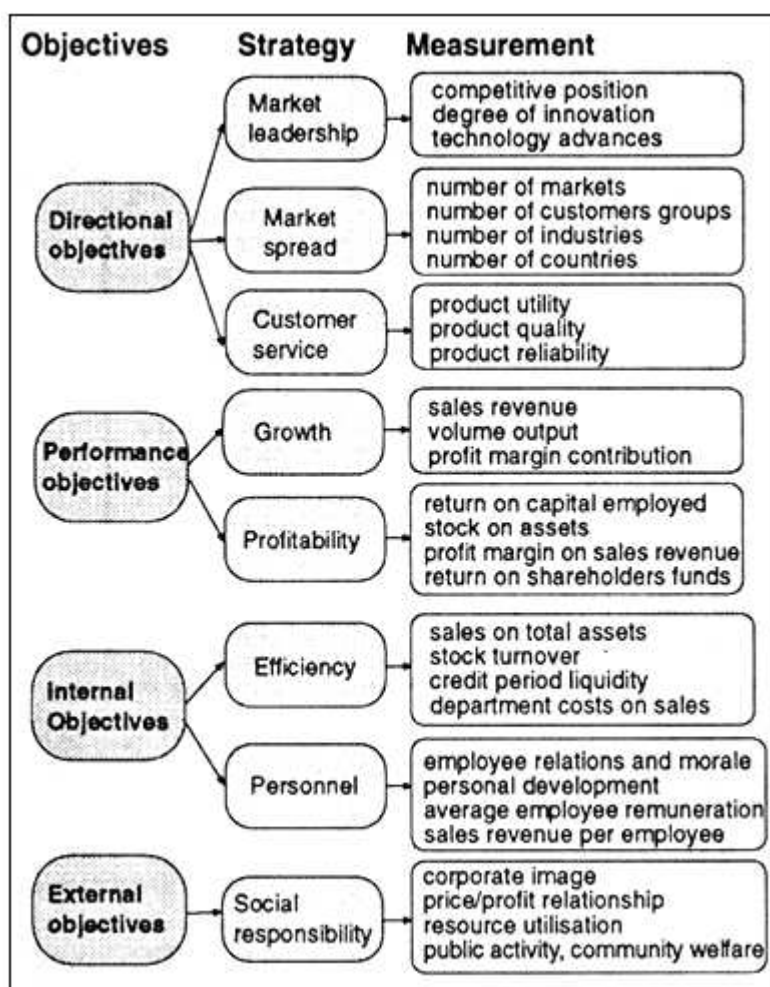 Objectives Strategy Measurement
Directional
objectives
Market
leadership
competitive position
degree of innovation
technology advances
Market
spread
number of markets
number of customers groups
number of industries
number of countries
Customer
service
product utility
product quality
product reliability
Performance
objectives
Growth
sales revenue
volume output
profit margin contribution
Profitability
return on capital employed
stock on assets
profit margin on sales revenue
return on shareholders funds
Internal
Objectives
Efficiency
sales on total assets
stock turnover
credit period liquidity
department costs on sales
Personnel
employee relations and morale
personal development
average employee remuneration
sales revenue per employee
External
objectives
Social
responsibility
corporate image
price/profit relationship
resource utilisation
public activity, community welfare